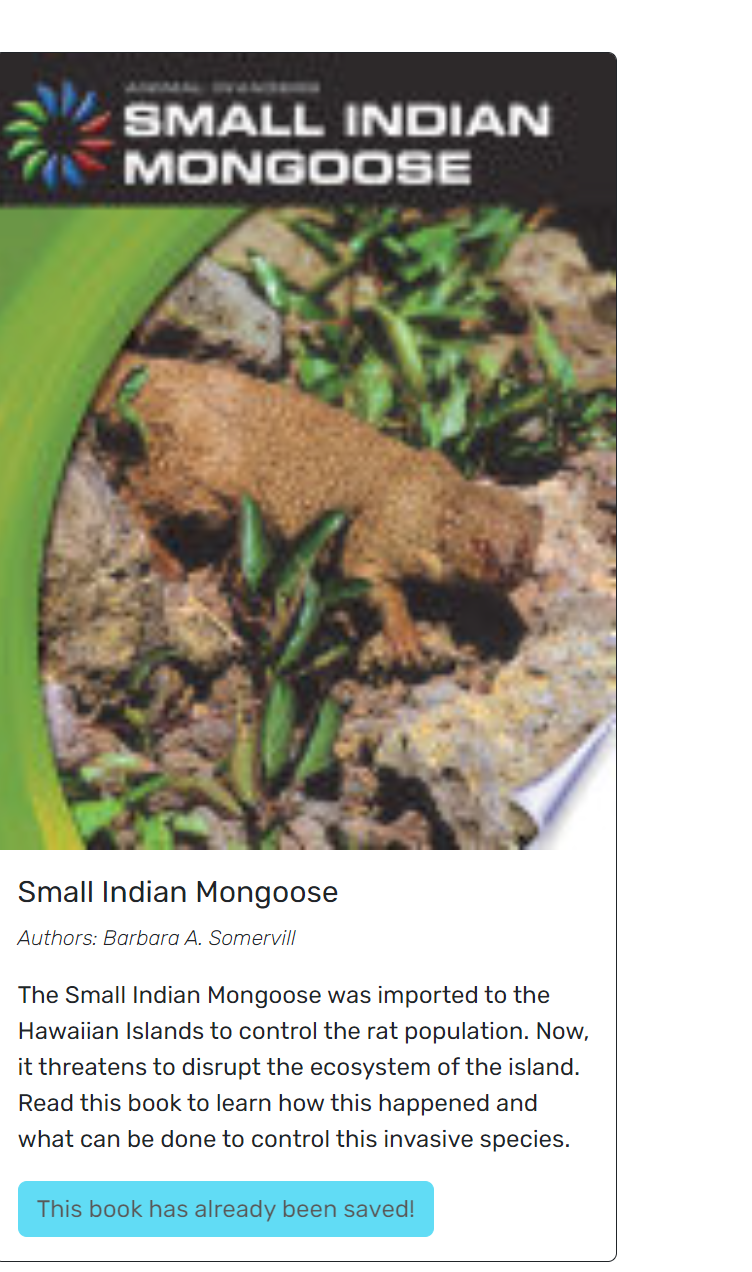 ANIMAL INVADERS
SMALL INDIAN
MONGOOSE
Small Indian Mongoose
Authors: Barbara A. Somervill
The Small Indian Mongoose was imported to the
Hawaiian Islands to control the rat population. Now,
it threatens to disrupt the ecosystem of the island.
Read this book to learn how this happened and
what can be done to control this invasive species.
This book has already been saved!